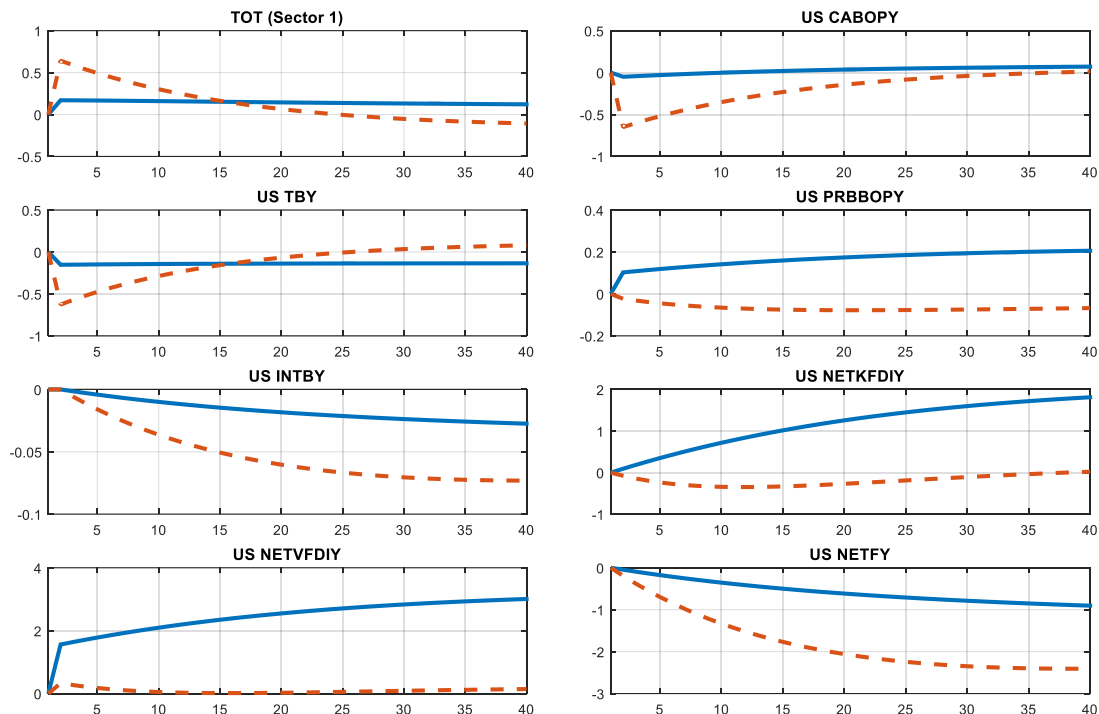 TOT (Sector 1)
1
0.5
0
-0.5
5 10 15 20 25 30 35 40
US CABOPY
0.5
0
-0.5
-1
5 10 15 20 25 30 35 40
US TBY
0.5
0
-0.5
-1
5 10 15 20 25 30 35 40
US PRBBOPY
0.4
0.2
0
-0.2
5 10 15 20 25 30 35 40
US INTBY
0
-0.05
-0.1
5 10 15 20 25 30 35 40
US NETKFDIY
2
1
0
-1
5 10 15 20 25 30 35 40
US NETVFDIY
4
2
0
5 10 15 20 25 30 35 40
US NETFY
0
-1
-2
-3
5 10 15 20 25 30 35 40